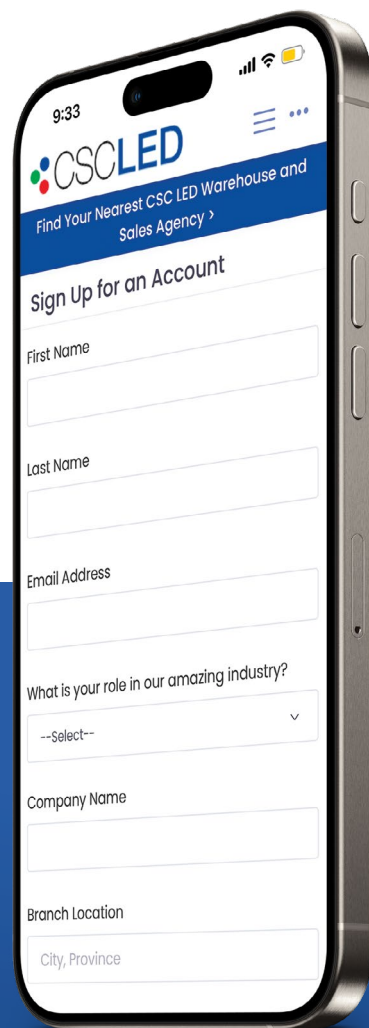 9:33
CSCLED
Find Your Nearest CSC LED Warehouse and
Sales Agency >
Sign Up for an Account
First Name
Last Name
Email Address
What is your role in our amazing industry?
--Select--
Company Name
Branch Location
City, Province